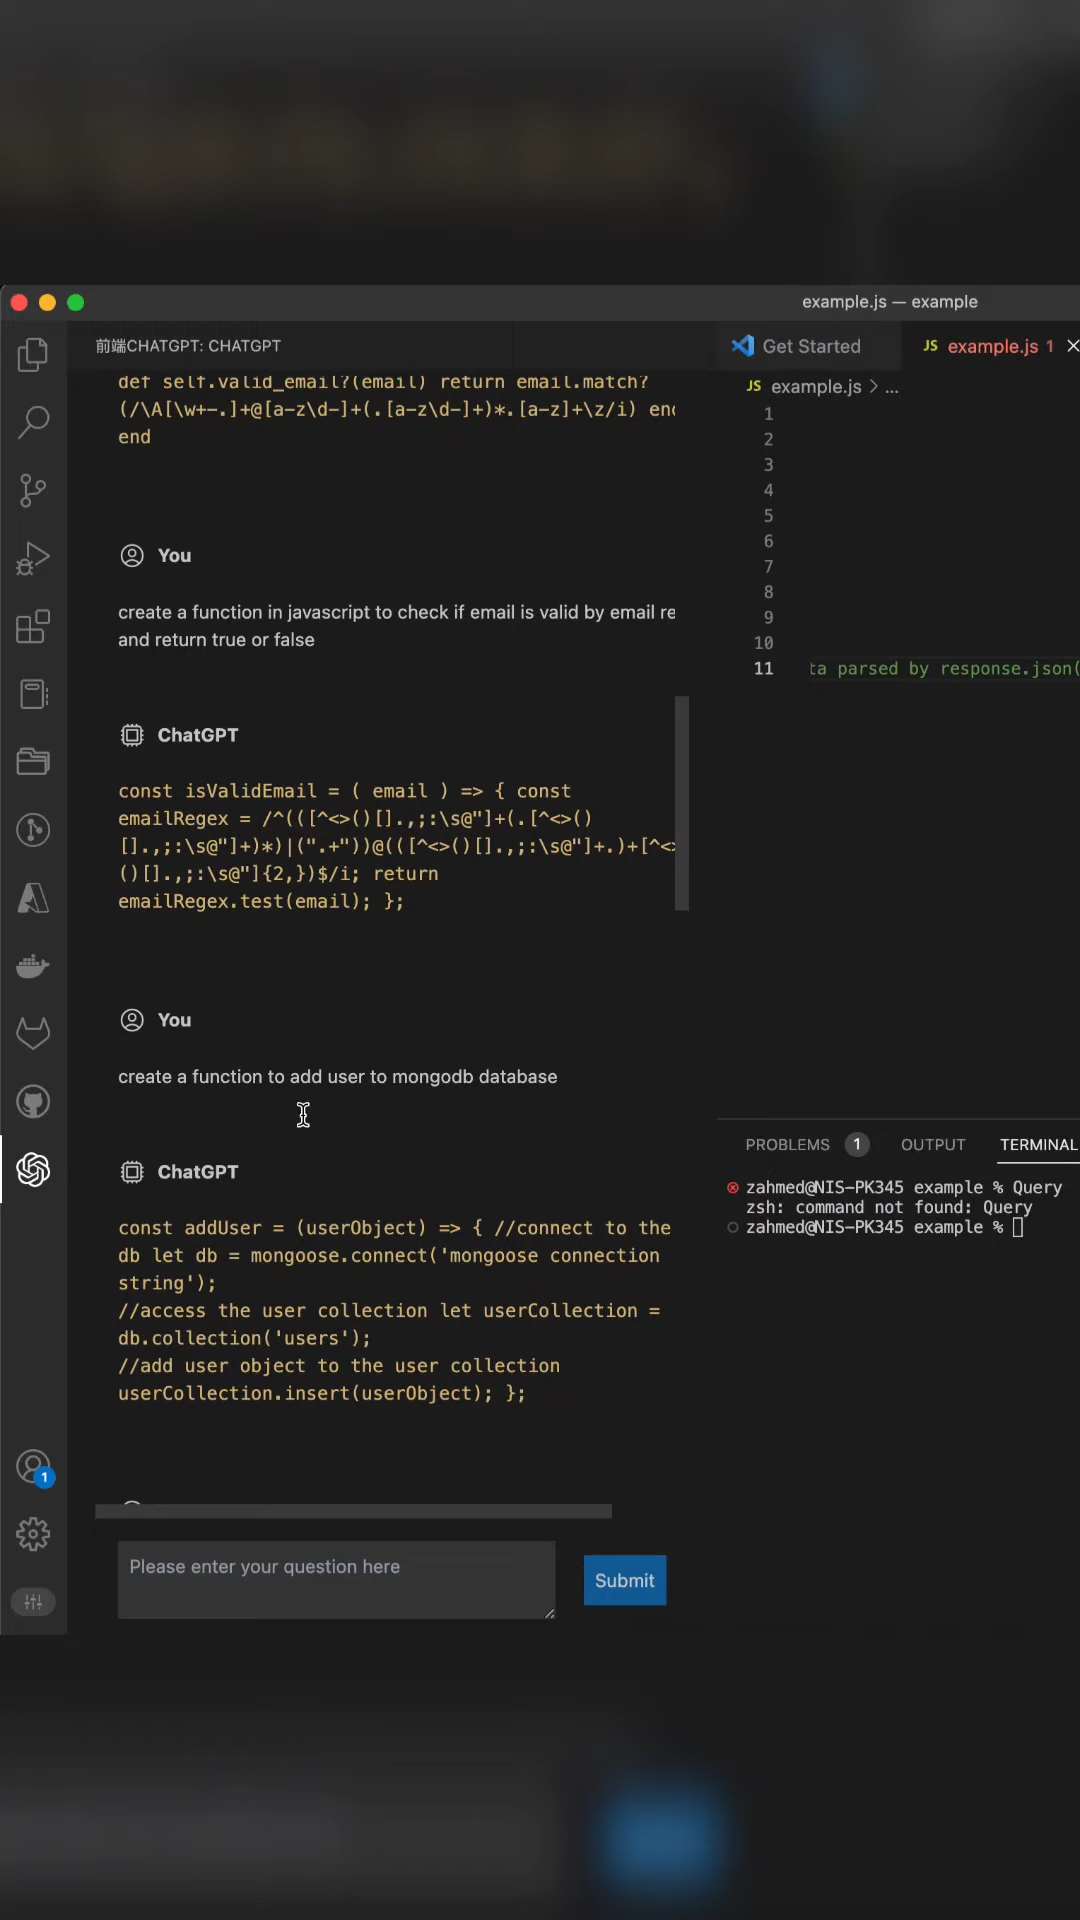 example.js — example
前端CHATGPT: CHATGPT
def self.valid_email?(email) return email.match?
(/\A[\w+-.]+@[a-z\d-]+(.[a-z\d-]+)*.[a-z]+\z/i) end
end
You
create a function in javascript to check if email is valid by email re
and return true or false
ChatGPT
const isValidEmail = ( email ) => { const
emailRegex = /^(([^<>()[].,;:\s@"]+(.[^<>()
[].,;:\s@"]+)*)|(".+"))@(([^<>()[].,;:\s@"]+.)+[^<>
()[].,;:\s@"]{2,})$/i; return
emailRegex.test(email); };
You
create a function to add user to mongodb database
ChatGPT
const addUser = (userObject) => { //connect to the
db let db = mongoose.connect('mongoose connection
string');
//access the user collection let userCollection =
db.collection('users');
//add user object to the user collection
userCollection.insert(userObject); };
Please enter your question here
Submit
1
Get Started
JS example.js 1
JS example.js > ...
1
2
3
4
5
6
7
8
9
10
11 ta parsed by response.json(
PROBLEMS 1 OUTPUT TERMINAL
zahmed@NIS-PK345 example % Query
zsh: command not found: Query
zahmed@NIS-PK345 example %